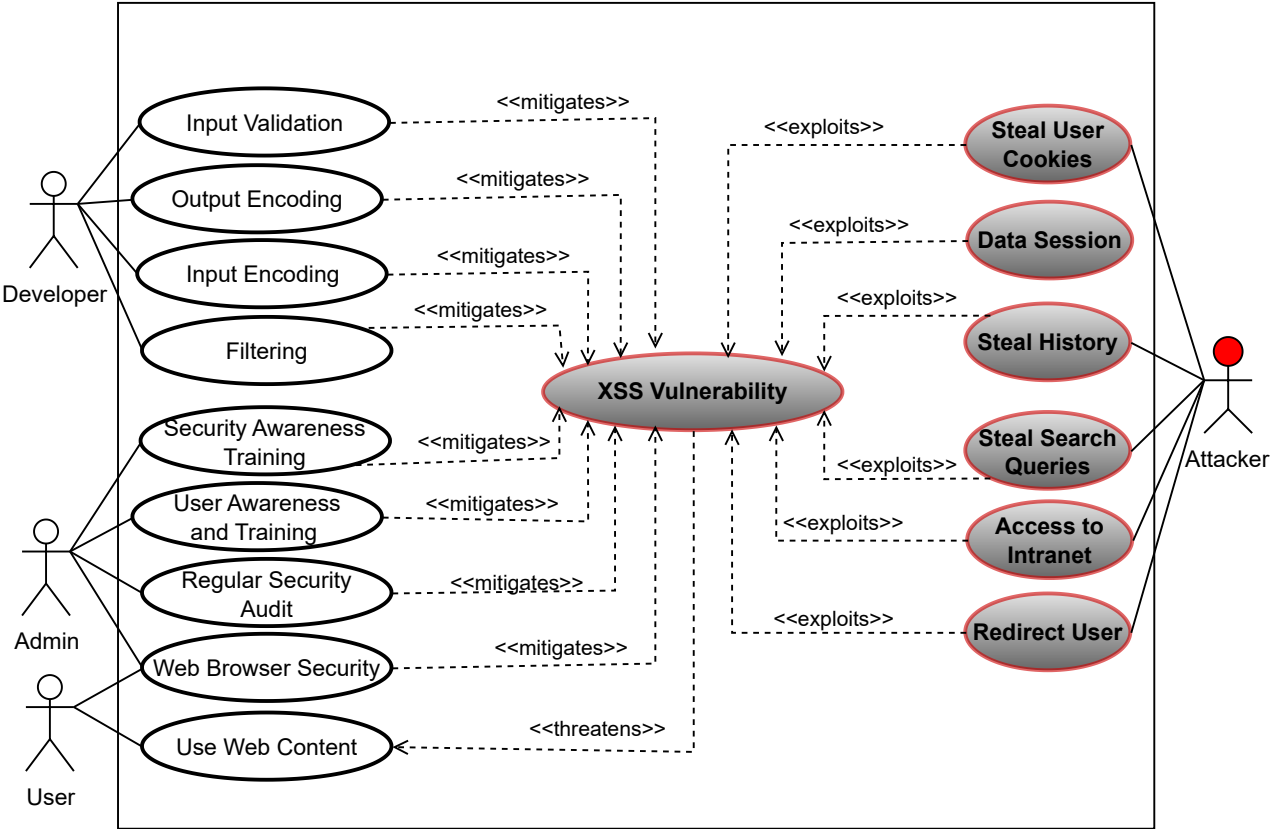 <<mitigates>>
Input Validation
<<exploits>>
Steal User
Cookies
<<mitigates>>
Output Encoding
<<exploits>>
Data Session
<<mitigates>>
Input Encoding
Developer
<<mitigates>>
<<exploits>>
Filtering
Steal History
XSS Vulnerability
Security Awareness
Training
<<mitigates>>
Steal Search
Queries
<<exploits>>
Attacker
User Awareness
and Training
<<mitigates>>
<<exploits>>
Access to
Intranet
Regular Security
Audit
<<mitigates>>
Admin
<<exploits>>
Redirect User
<<mitigates>>
Web Browser Security
<<threatens>>
Use Web Content
User